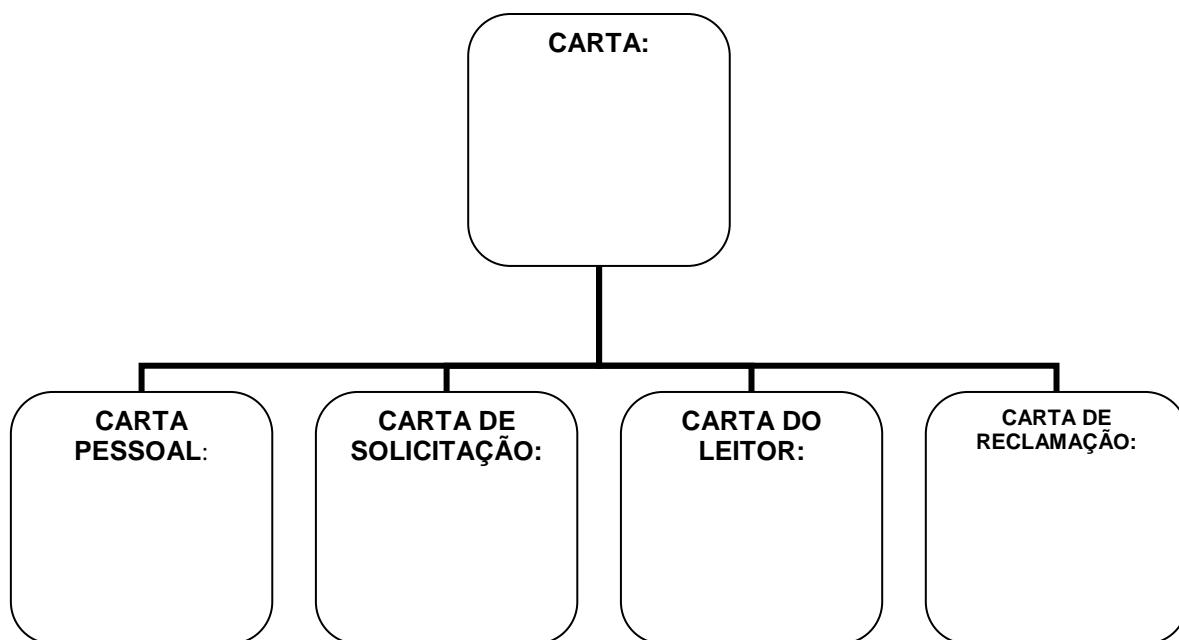 CARTA:
CARTA
PESSOAL:
CARTA DE
SOLICITAÇÃO:
CARTA DO
LEITOR:
CARTA DE
RECLAMAÇÃO: